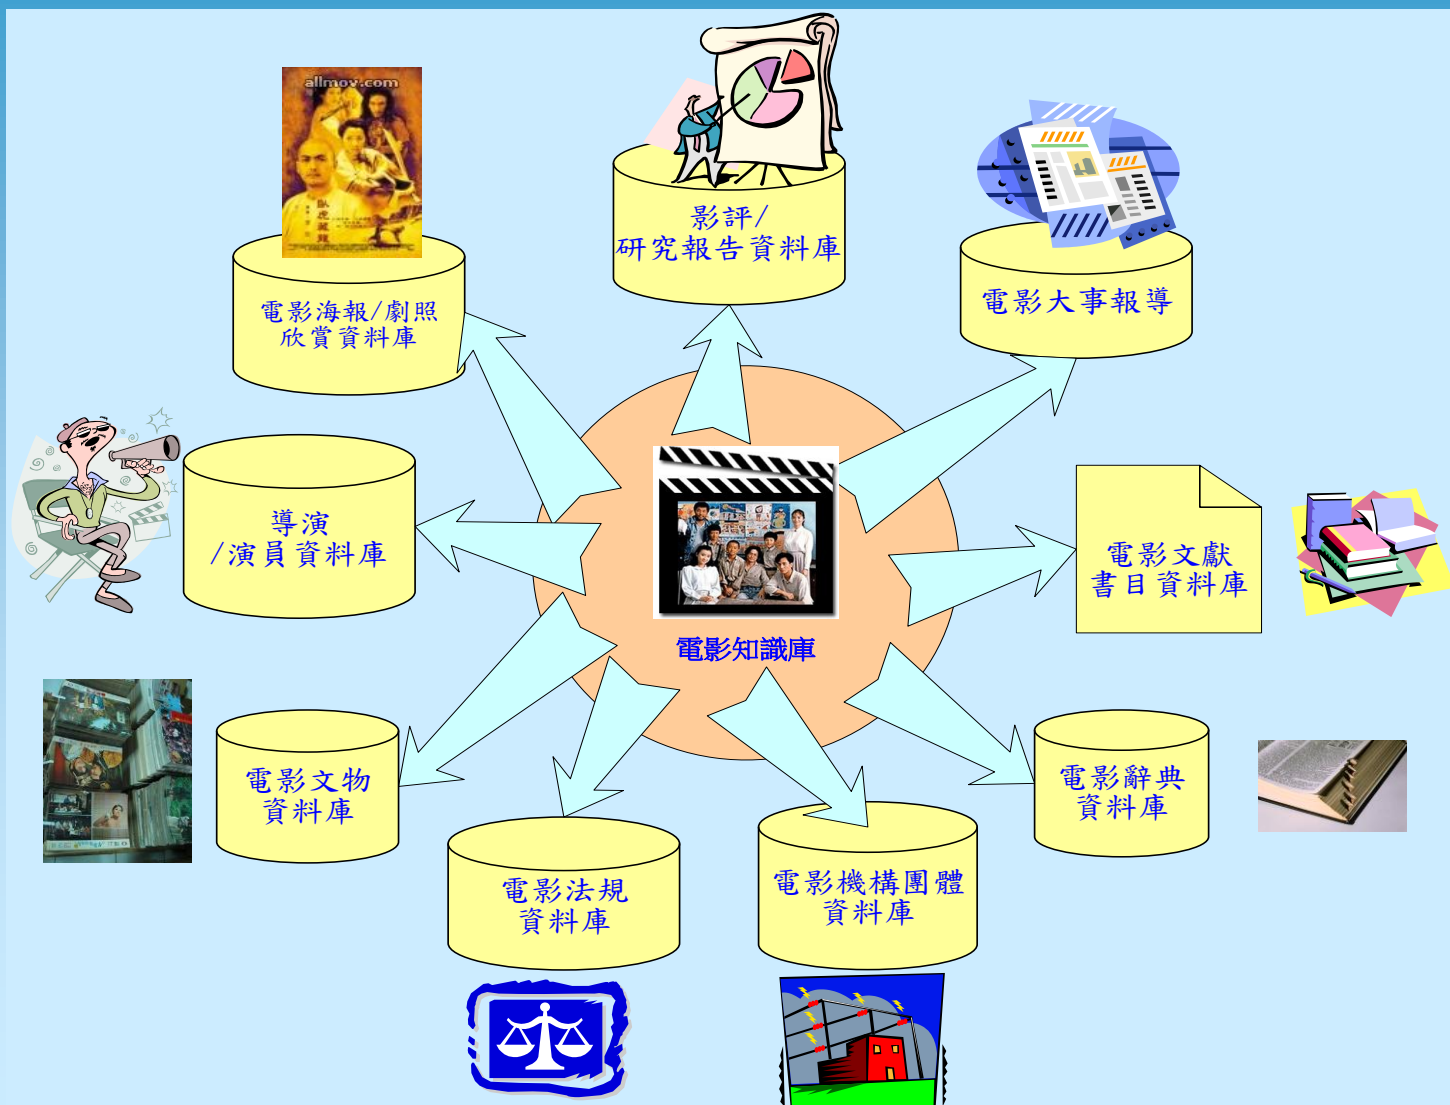 allmov.com
臥虎藏龍
影評/
研究報告資料庫
電影大事報導
電影海報/劇照
欣賞資料庫
導演
/演員資料庫
電影文獻
書目資料庫
電影知識庫
電影文物
資料庫
電影辭典
資料庫
電影法規
資料庫
電影機構團體
資料庫